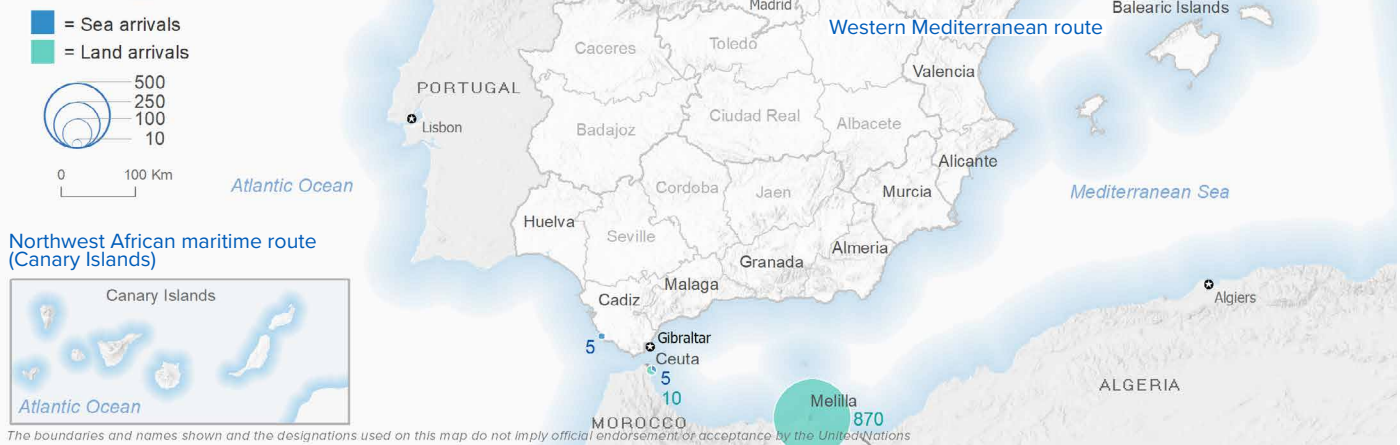 = Sea arrivals
= Land arrivals
500
250
100
10
0 100 Km
Madrid
Western Mediterranean route
Balearic Islands
Caceres
Toledo
Valencia
PORTUGAL
Lisbon
Badajoz
Ciudad Real
Albacete
Alicante
Atlantic Ocean
Cordoba
Jaen
Murcia
Mediterranean Sea
Huelva
Seville
Granada
Almeria
Northwest African maritime route
(Canary Islands)
Canary Islands
Atlantic Ocean
Cadiz
Malaga
Algiers
Gibraltar
5
Ceuta
5
10
Melilla
870
ALGERIA
MOROCCO
The boundaries and names shown and the designations used on this map do not imply official endorsement or acceptance by the United Nations